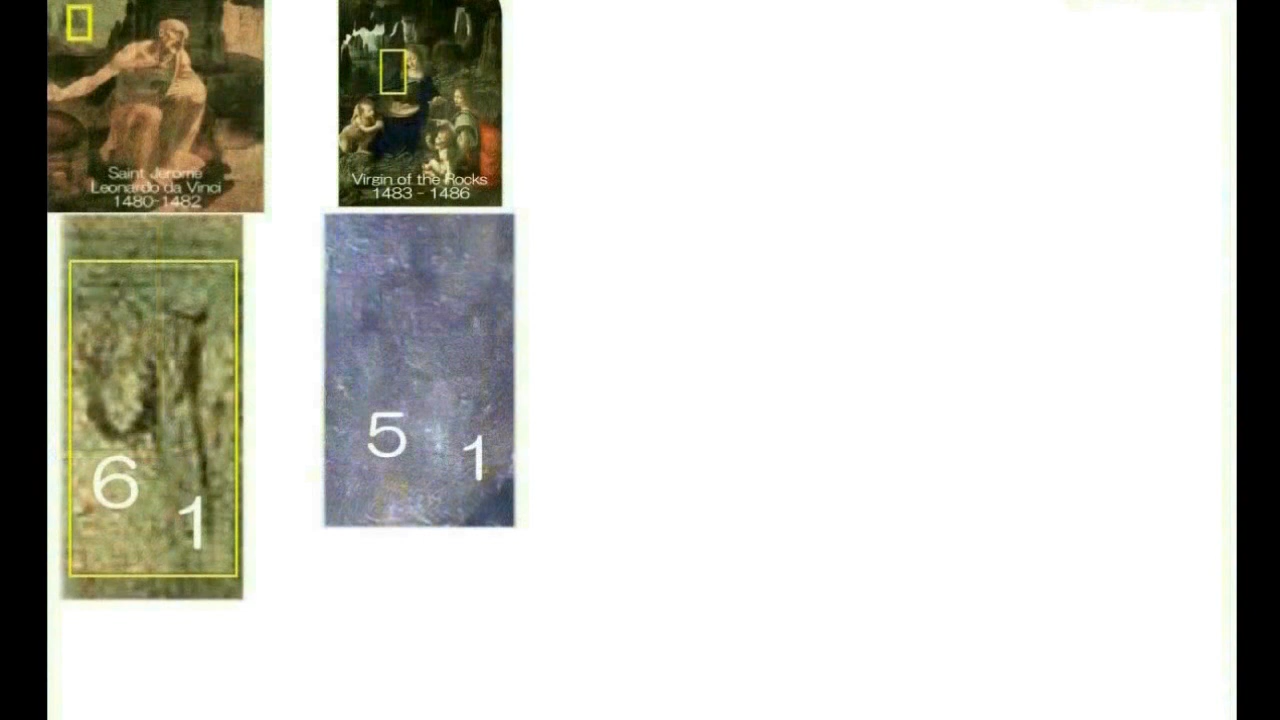 Saint Jerome
Leonardo da Vinci
1480-1482
Virgin of the Rocks
1483 - 1486
6
1
5
1